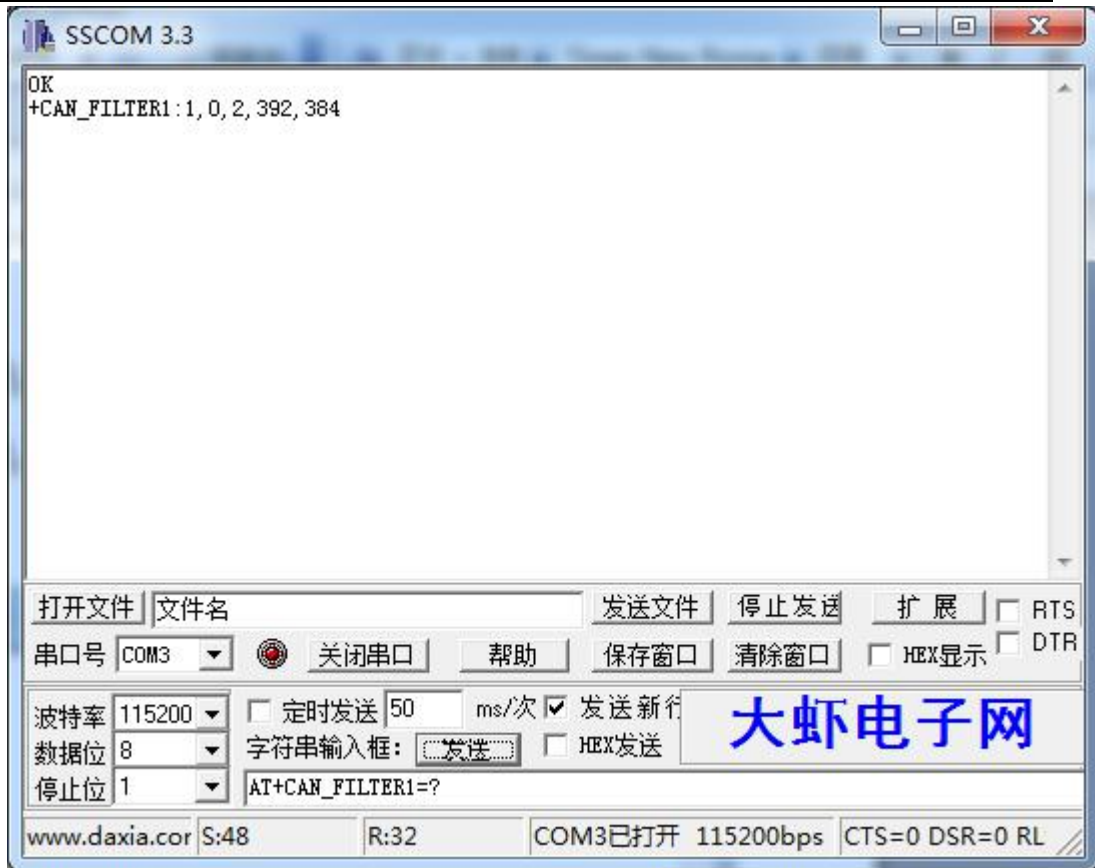 SSCOM 3.3
OK
+CAN_FILTER1:1,0,2,392,384
打开文件 文件名 发送文件 停止发送 扩展 RTS
串口号 COM3 关闭串口 帮助 保存窗口 清除窗口 HEX显示 DTR
波特率 115200 定时发送 50 ms/次 发送新行 大虾电子网
数据位 8 字符串输入框： 发送 HEX发送
停止位 1 AT+CAN_FILTER1=?
www.daxia.cor S:48 R:32 COM3已打开 115200bps CTS=0 DSR=0 RL